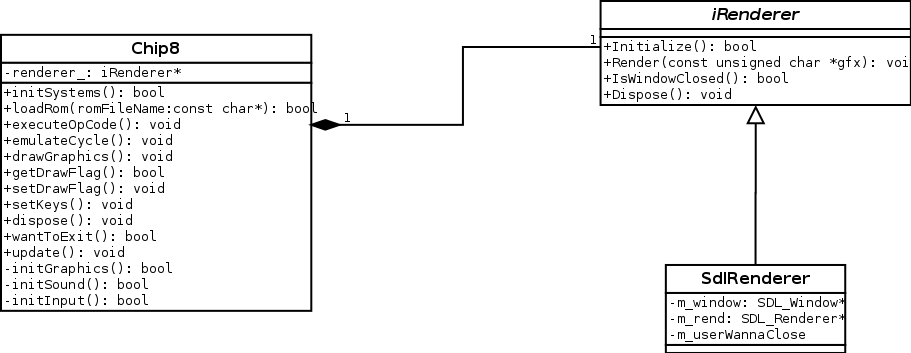 Chip8
-renderer_: iRenderer*
+initSystems(): bool
+loadRom(romFileName:const char*): bool
+executeOpCode(): void
+emulateCycle(): void
+drawGraphics(): void
+getDrawFlag(): bool
+setDrawFlag(): void
+setKeys(): void
+dispose(): void
+wantToExit(): bool
+update(): void
-initGraphics(): bool
-initSound(): bool
-initInput(): bool
1
1
iRenderer
+Initialize(): bool
+Render(const unsigned char *gfx): voi
+IsWindowClosed(): bool
+Dispose(): void
SdlRenderer
-m_window: SDL_Window*
-m_rend: SDL_Renderer*
-m_userWannaClose